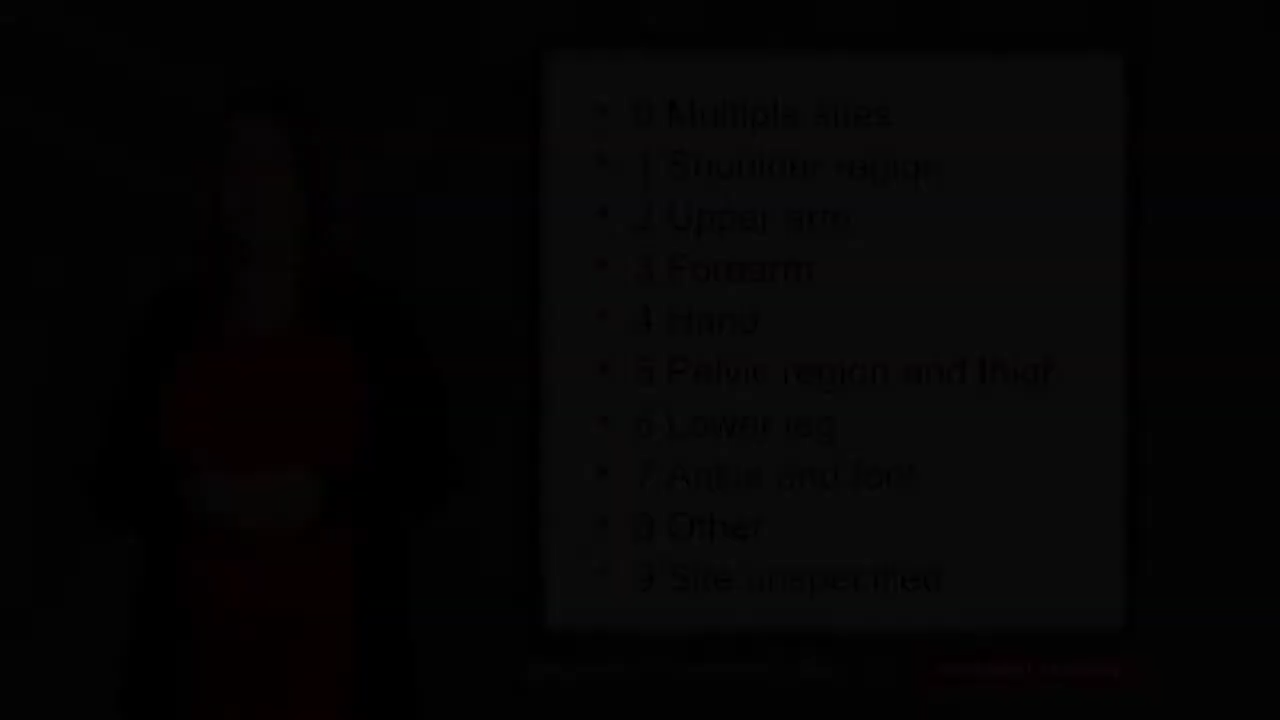 • 0 Multiple sites
• 1 Shoulder region
• 2 Upper arm
• 3 Forearm
• 4 Hand
• 5 Pelvic region and thigh
• 6 Lower leg
• 7 Ankle and foot
• 8 Other
• 9 Site unspecified